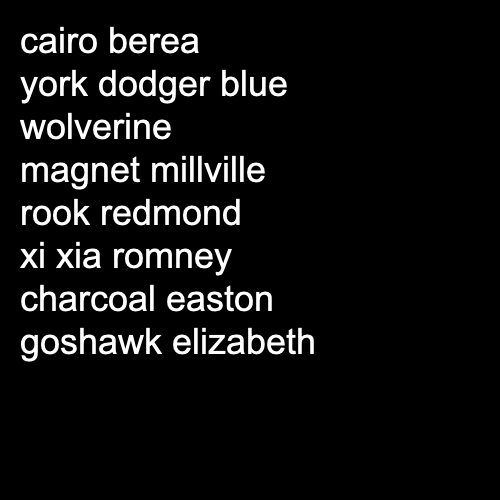 cairo berea
york dodger blue
wolverine
magnet millville
rook redmond
xi xia romney
charcoal easton
goshawk elizabeth